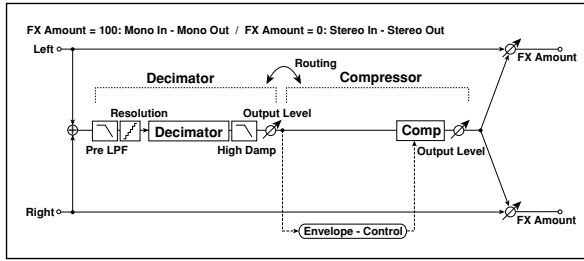 FX Amount = 100: Mono In - Mono Out / FX Amount = 0: Stereo In - Stereo Out
Left
FX Amount
Routing
Decimator
Compressor
Resolution
Output Level
Decimator
Comp
Pre LPF
High Damp
Output Level
Right
FX Amount
Envelope - Control